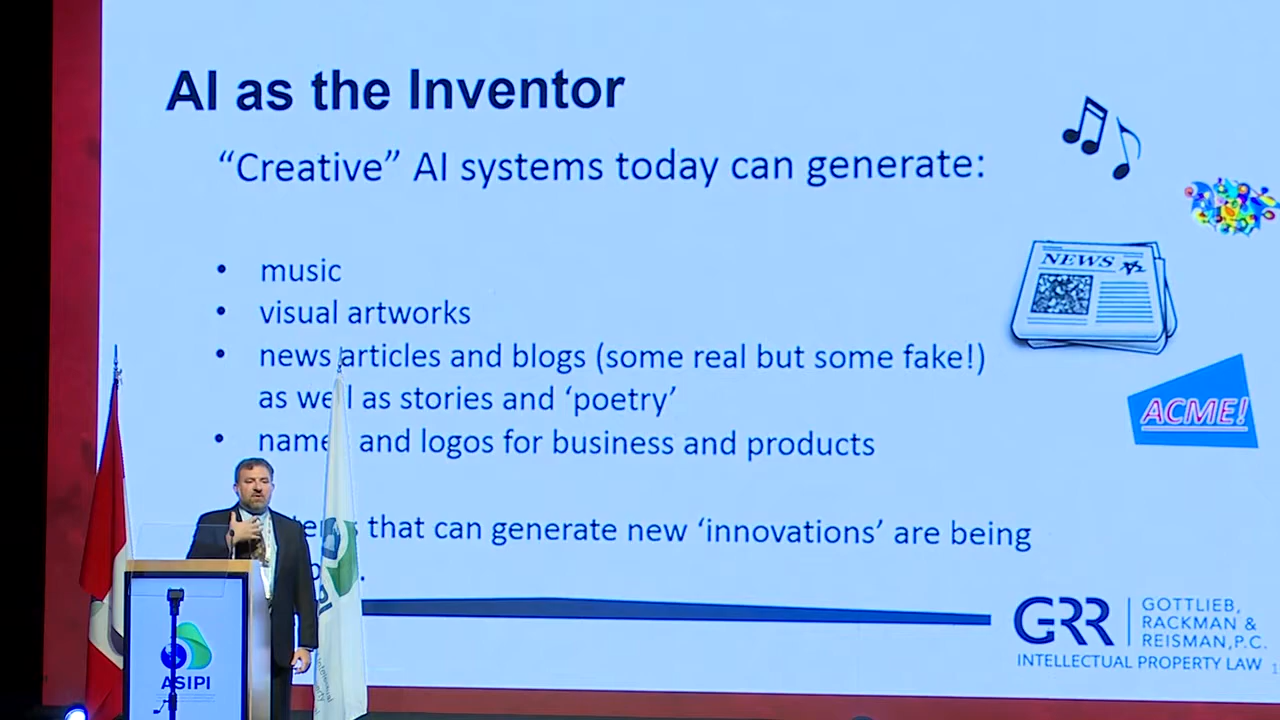 AI as the Inventor
“Creative” AI systems today can generate:
• music
• visual artworks
NEWS
• news articles and blogs (some real but some fake!)
as well as stories and ‘poetry’
ACME!
• and logos for business and products
that can generate new ‘innovations’ are being
GRR
GOTTLIEB,
RACKMAN &
REISMAN, P.C.
INTELLECTUAL PROPERTY LAW
ASIPI